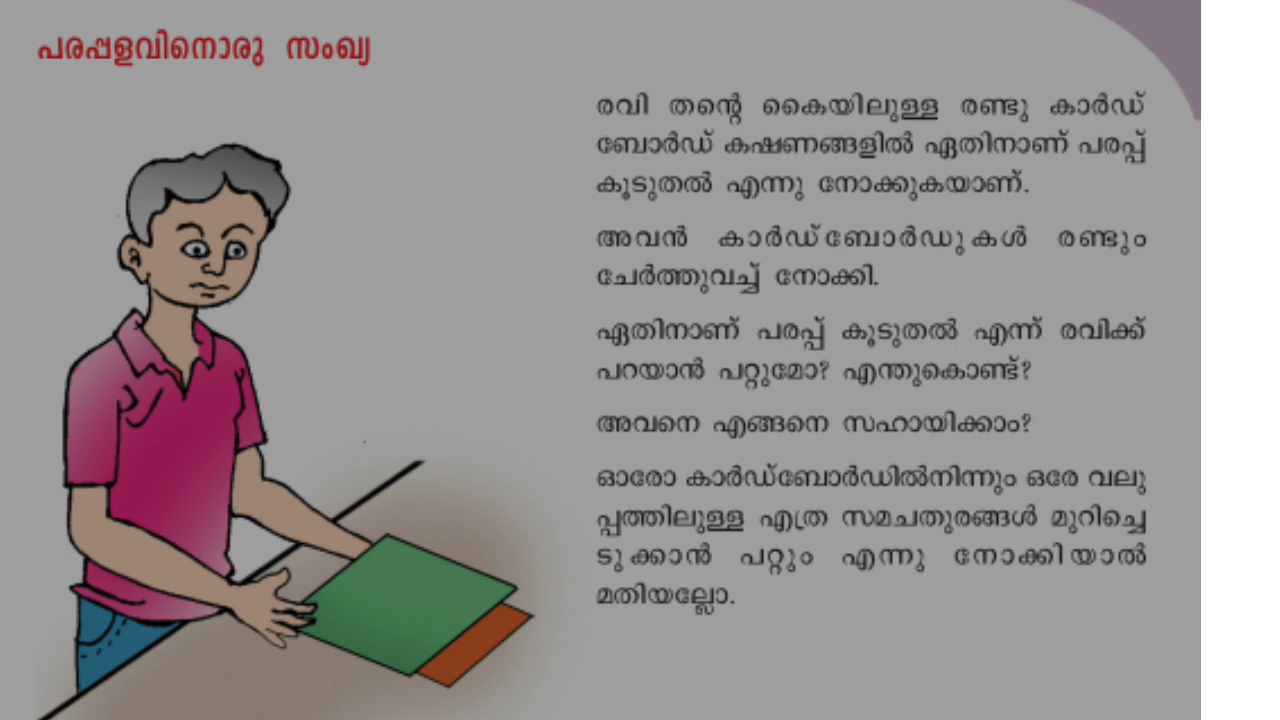 പരപ്പളവിനൊരു സംഖ്യ
രവി തന്റെ കൈയിലുള്ള രണ്ടു കാർഡ്
ബോർഡ് കഷണങ്ങളിൽ ഏതിനാണ് പരപ്പ്
കൂടുതൽ എന്നു നോക്കുകയാണ്.
അവൻ കാർഡ്ബോർഡുകൾ രണ്ടും
ചേർത്തുവച്ച് നോക്കി.
ഏതിനാണ് പരപ്പ് കൂടുതൽ എന്ന് രവിക്ക്
പറയാൻ പറ്റുമോ? എന്തുകൊണ്ട്?
അവനെ എങ്ങനെ സഹായിക്കാം?
ഓരോ കാർഡ്ബോർഡിൽനിന്നും ഒരേ വലു
പ്പത്തിലുള്ള എത്ര സമചതുരങ്ങൾ മുറിച്ചെ
ടുക്കാൻ പറ്റും എന്നു നോക്കിയാൽ
മതിയല്ലോ.